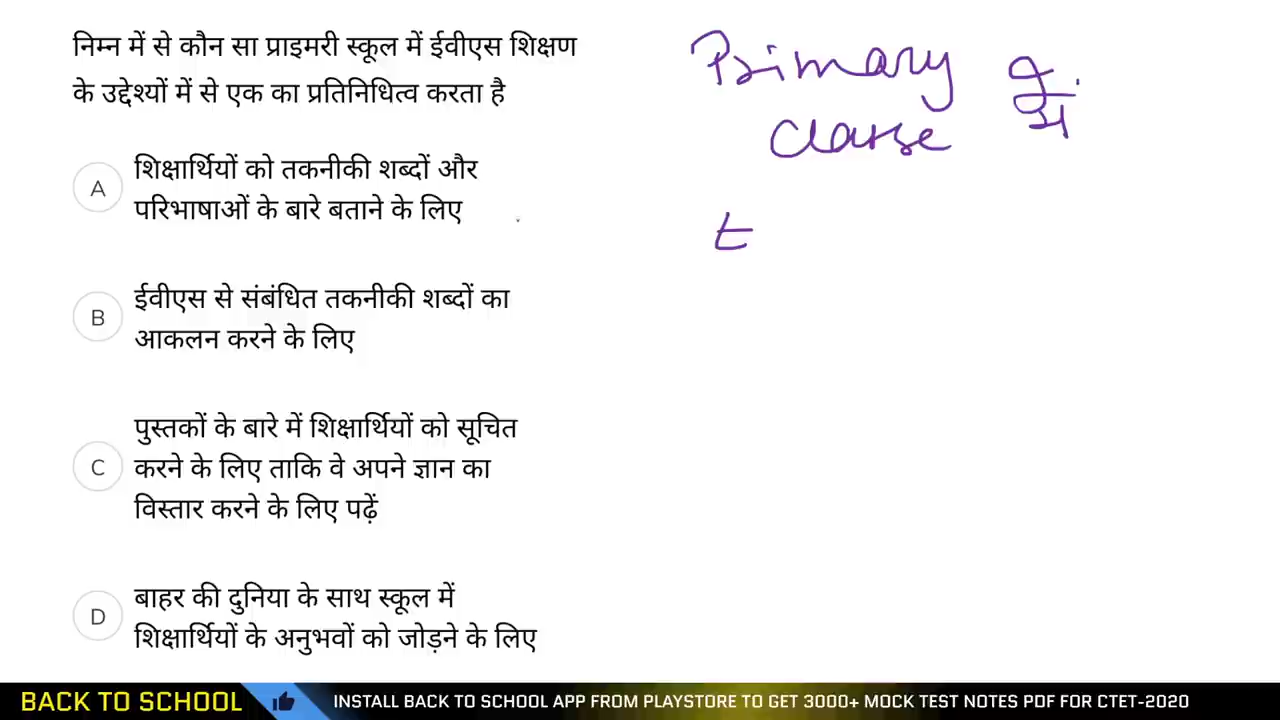 निम्न में से कौन सा प्राइमरी स्कूल में ईवीएस शिक्षण
के उद्देश्यों में से एक का प्रतिनिधित्व करता है
A
शिक्षार्थियों को तकनीकी शब्दों और
परिभाषाओं के बारे बताने के लिए
B
ईवीएस से संबंधित तकनीकी शब्दों का
आकलन करने के लिए
C
पुस्तकों के बारे में शिक्षार्थियों को सूचित
करने के लिए ताकि वे अपने ज्ञान का
विस्तार करने के लिए पढ़ें
D
बाहर की दुनिया के साथ स्कूल में
शिक्षार्थियों के अनुभवों को जोड़ने के लिए
Primary
BACK TO SCHOOL
INSTALL BACK TO SCHOOL APP FROM PLAYSTORE TO GET 3000+ MOCK TEST NOTES PDF FOR CTET-2020